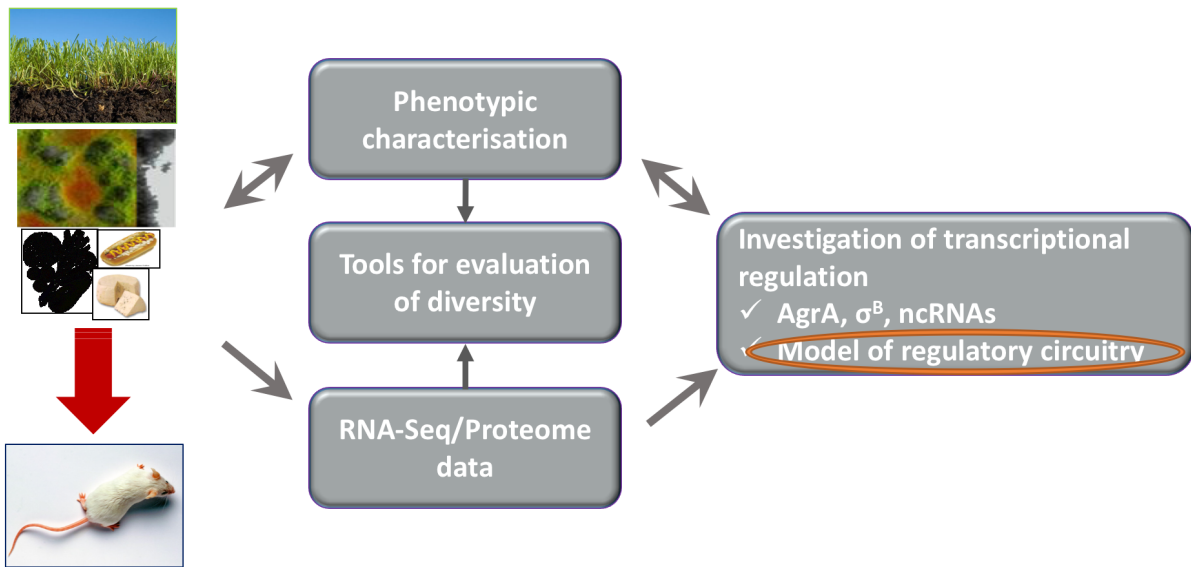 Phenotypic
characterisation
Tools for evaluation
of diversity
RNA-Seq/Proteome
data
Investigation of transcriptional
regulation
✓ AgrA, σᴮ, ncRNAs
✓ Model of regulatory circuitry